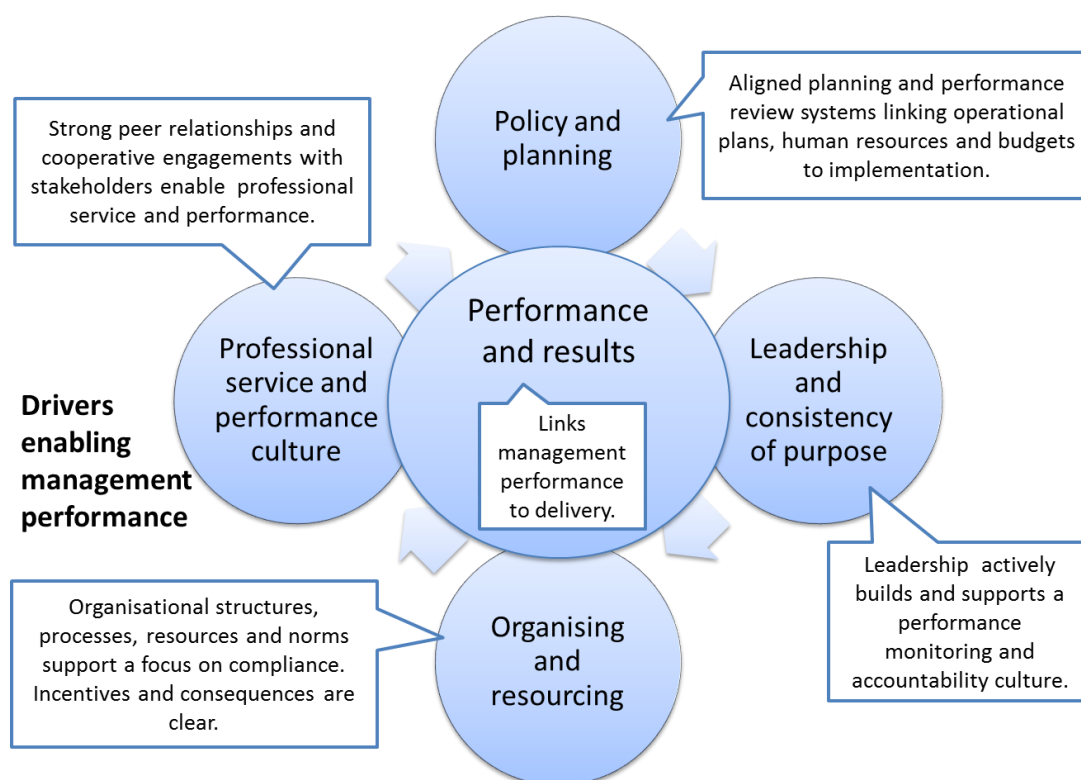 Policy and
planning
Aligned planning and performance
review systems linking operational
plans, human resources and budgets
to implementation.
Strong peer relationships and
cooperative engagements with
stakeholders enable professional
service and performance.
Performance
and results
Links
management
performance
to delivery.
Professional
service and
performance
culture
Leadership
and
consistency
of purpose
Drivers
enabling
management
performance
Leadership actively
builds and supports a
performance
monitoring and
accountability culture.
Organising
and
resourcing
Organisational structures,
processes, resources and norms
support a focus on compliance.
Incentives and consequences are
clear.